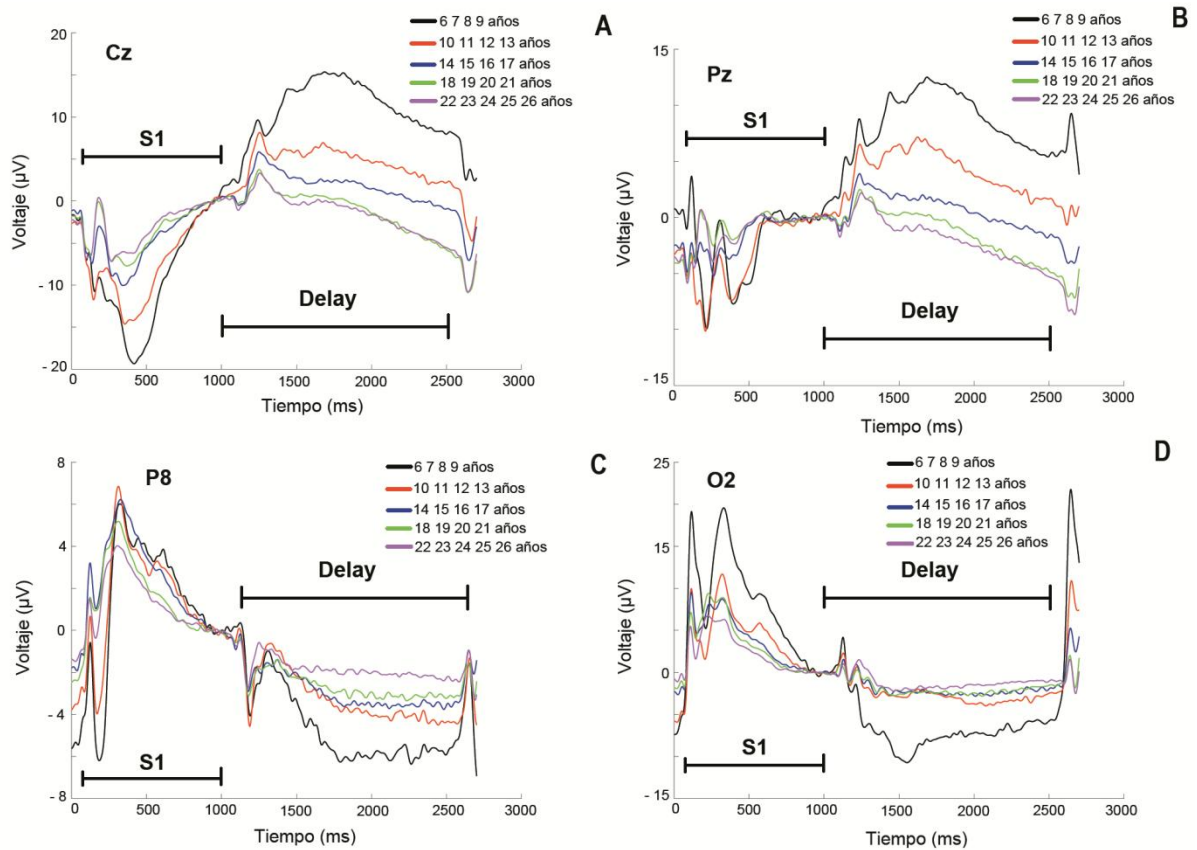 A
Cz
6 7 8 9 años
10 11 12 13 años
14 15 16 17 años
18 19 20 21 años
22 23 24 25 26 años
S1
Delay
Voltaje (µV)
20
10
0
- 10
- 20
0 500 1000 1500 2000 2500 3000
Tiempo (ms)
B
Pz
6 7 8 9 años
10 11 12 13 años
14 15 16 17 años
18 19 20 21 años
22 23 24 25 26 años
S1
Delay
Voltaje (µV)
15
0
- 15
0 500 1000 1500 2000 2500 3000
Tiempo (ms)
C
P8
6 7 8 9 años
10 11 12 13 años
14 15 16 17 años
18 19 20 21 años
22 23 24 25 26 años
Delay
S1
Voltaje (µV)
8
4
0
- 4
- 8
0 500 1000 1500 2000 2500 3000
Tiempo (ms)
D
O2
6 7 8 9 años
10 11 12 13 años
14 15 16 17 años
18 19 20 21 años
22 23 24 25 26 años
Delay
S1
Voltaje (µV)
25
15
0
- 15
0 500 1000 1500 2000 2500 3000
Tiempo (ms)